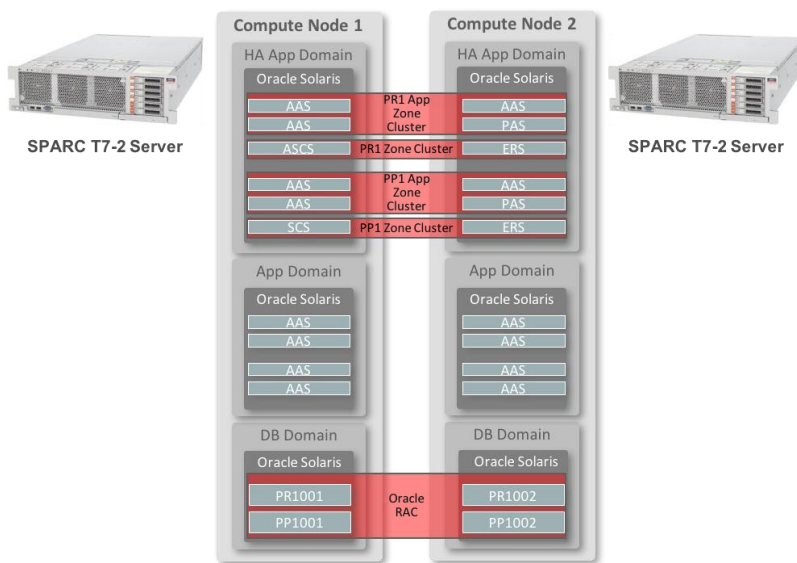 Compute Node 1
Compute Node 2
HA App Domain
HA App Domain
Oracle Solaris
Oracle Solaris
AAS
PR1 App
Zone
Cluster
AAS
AAS
PAS
ASCS
PR1 Zone Cluster
ERS
AAS
PP1 App
Zone
Cluster
AAS
AAS
PAS
SCS
PP1 Zone Cluster
ERS
SPARC T7-2 Server
SPARC T7-2 Server
App Domain
App Domain
Oracle Solaris
Oracle Solaris
AAS
AAS
AAS
AAS
AAS
AAS
AAS
AAS
DB Domain
DB Domain
Oracle Solaris
Oracle Solaris
PR1001
Oracle
RAC
PR1002
PP1001
PP1002